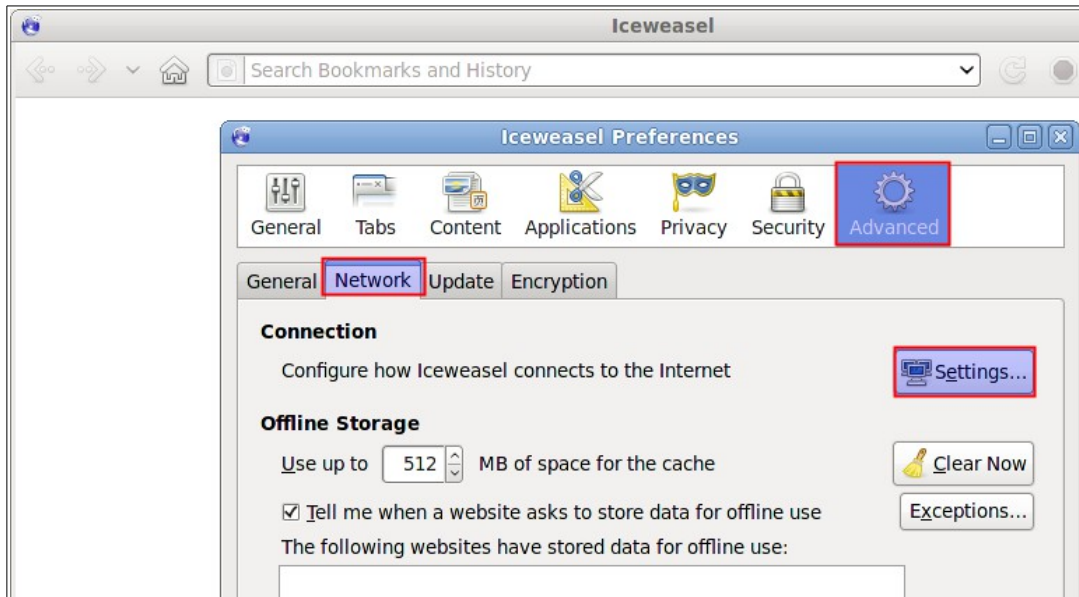 Iceweasel
Search Bookmarks and History
Iceweasel Preferences
General Tabs Content Applications Privacy Security Advanced
General Network Update Encryption
Connection
Configure how Iceweasel connects to the Internet Settings...
Offline Storage
Use up to 512 MB of space for the cache Clear Now
Tell me when a website asks to store data for offline use Exceptions...
The following websites have stored data for offline use: